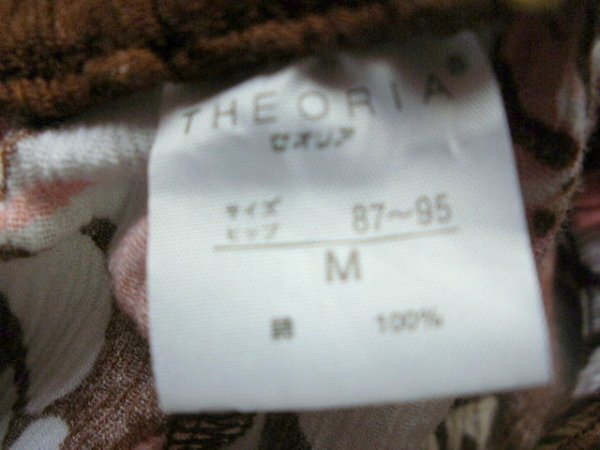 THEORIA
セオリア
サイズ
ヒップ 87〜95
M
綿 100%